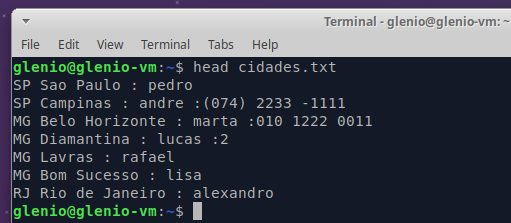 Terminal - glenio@glenio-vm: ~
File Edit View Terminal Tabs Help
glenio@glenio-vm:~$ head cidades.txt
SP Sao Paulo : pedro
SP Campinas : andre :(074) 2233 -1111
MG Belo Horizonte : marta :010 1222 0011
MG Diamantina : lucas :2
MG Lavras : rafael
MG Bom Sucesso : lisa
RJ Rio de Janeiro : alexandro
glenio@glenio-vm:~$